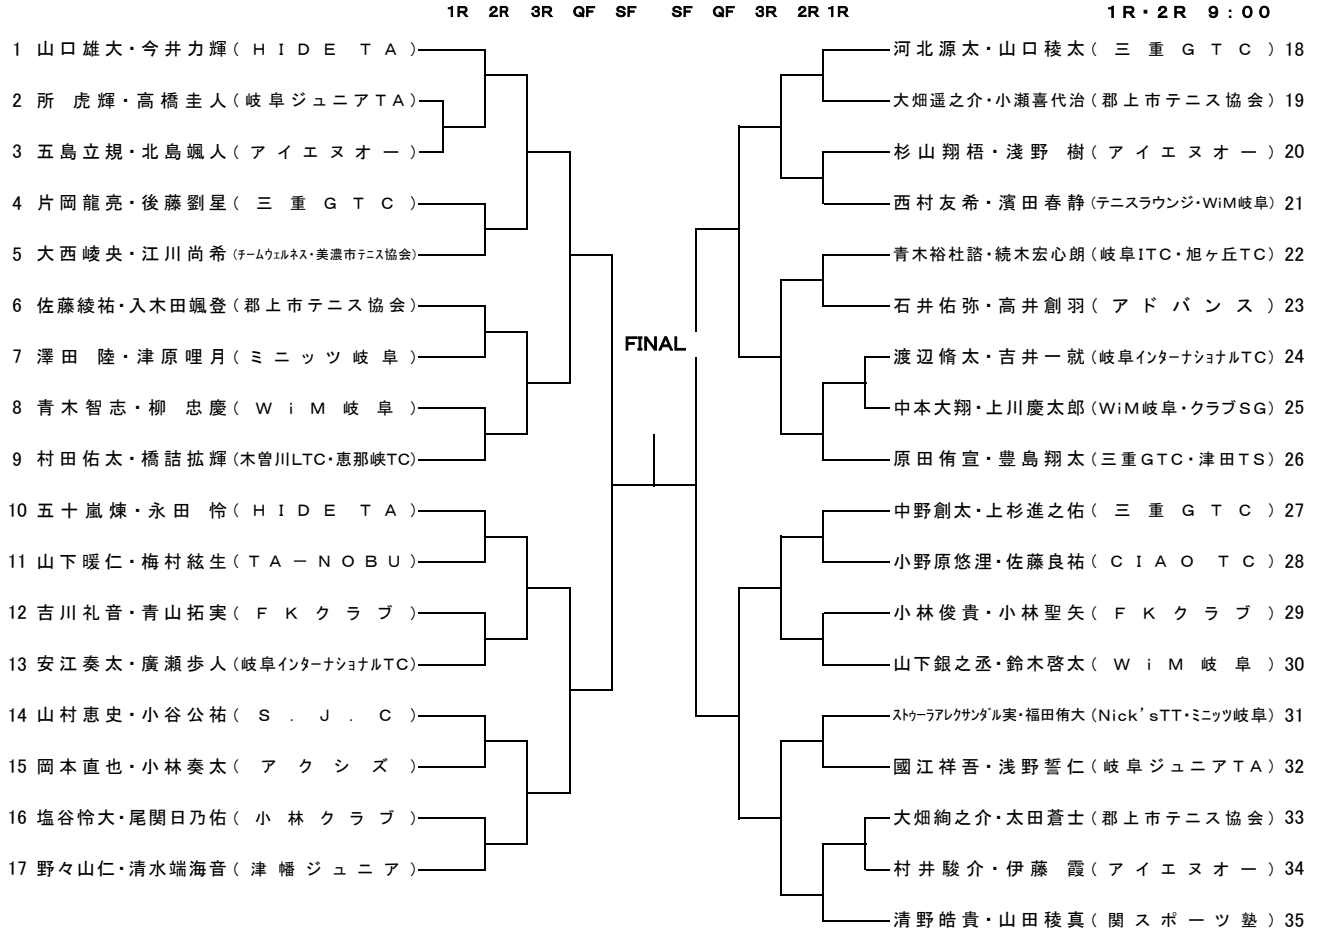 1R 2R 3R QF SF SF QF 3R 2R 1R 1R・2R 9:00
1 山口雄大・今井力輝(HIDE TA)
2 所 虎輝・高橋圭人(岐阜ジュニアTA)
3 五島立規・北島颯人(アイエヌオー)
4 片岡龍亮・後藤劉星(三重GTC)
5 大西崚央・江川尚希(チームウェルネス・美濃市テニス協会)
6 佐藤綾祐・入木田颯登(郡上市テニス協会)
7 澤田 陸・津原哩月(ミニッツ岐阜)
8 青木智志・柳 忠慶(WiM岐阜)
9 村田佑太・橋詰拡輝(木曽川LTC・恵那峡TC)
10 五十嵐煉・永田 怜(HIDE TA)
11 山下暖仁・梅村絃生(TA-NOBU)
12 吉川礼音・青山拓実(FKクラブ)
13 安江奏太・廣瀬歩人(岐阜インターナショナルTC)
14 山村恵史・小谷公祐(S.J.C)
15 岡本直也・小林奏太(アクシズ)
16 塩谷怜大・尾関日乃佑(小林クラブ)
17 野々山仁・清水端海音(津幡ジュニア)
FINAL
河北源太・山口稜太(三重GTC) 18
大畑遥之介・小瀬喜代治(郡上市テニス協会) 19
杉山翔梧・淺野 樹(アイエヌオー) 20
西村友希・濱田春静(テニスラウンジ・WiM岐阜) 21
青木裕杜諮・続木宏心朗(岐阜ITC・旭ヶ丘TC) 22
石井佑弥・高井創羽(アドバンス) 23
渡辺脩太・吉井一就(岐阜インターナショナルTC) 24
中本大翔・上川慶太郎(WiM岐阜・クラブSG) 25
原田侑宣・豊島翔太(三重GTC・津田TS) 26
中野創太・上杉進之佑(三重GTC) 27
小野原悠浬・佐藤良祐(CIAO TC) 28
小林俊貴・小林聖矢(FKクラブ) 29
山下銀之丞・鈴木啓太(WiM岐阜) 30
ストゥーラアレクサンダル実・福田侑大(Nick'sTT・ミニッツ岐阜) 31
國江祥吾・浅野誓仁(岐阜ジュニアTA) 32
大畑絢之介・太田蒼士(郡上市テニス協会) 33
村井駿介・伊藤 霞(アイエヌオー) 34
清野皓貴・山田稜真(関スポーツ塾) 35